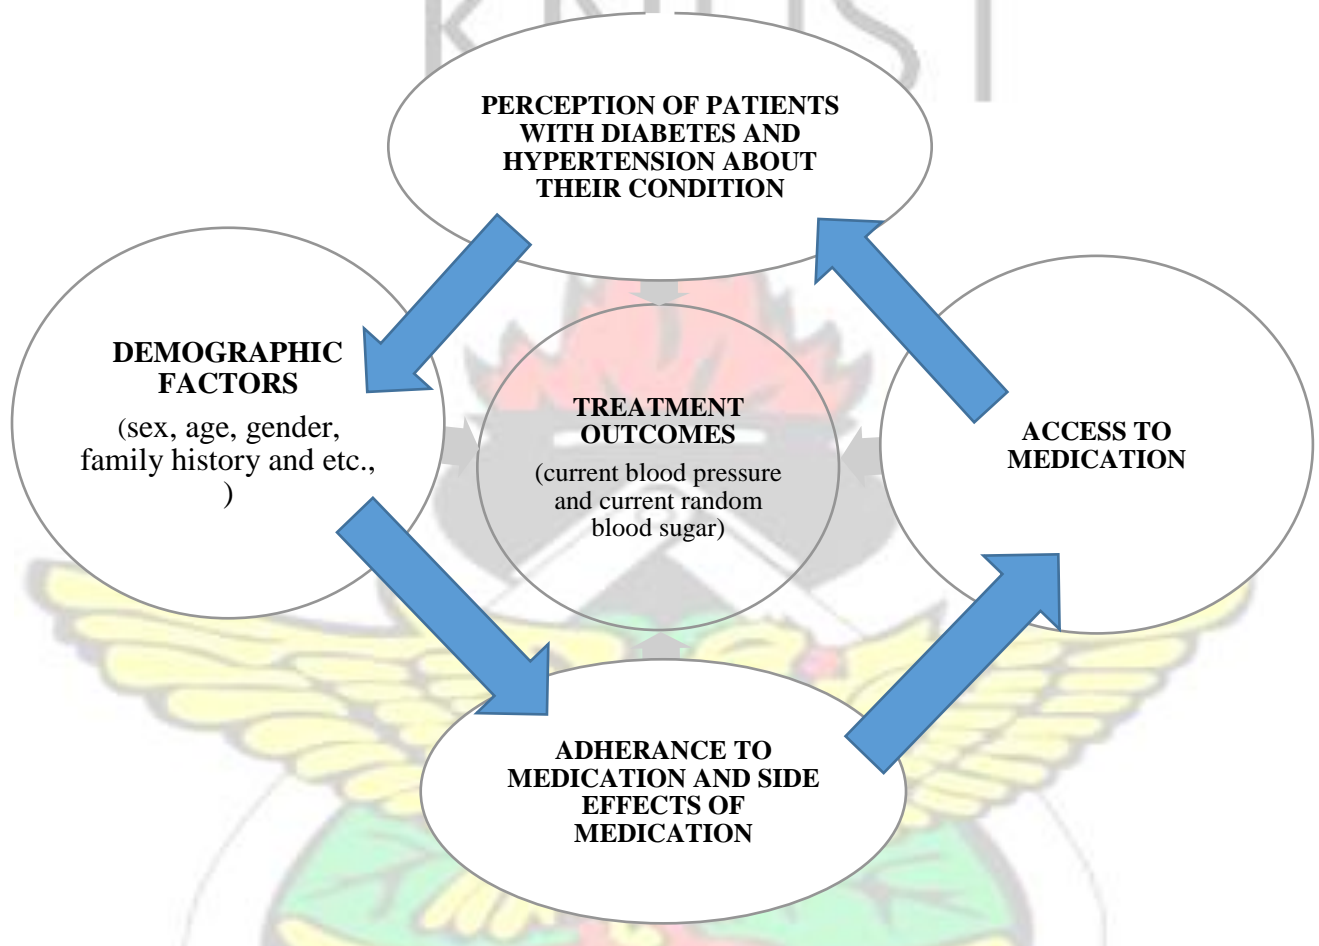 KNUST
PERCEPTION OF PATIENTS
WITH DIABETES AND
HYPERTENSION ABOUT
THEIR CONDITION
DEMOGRAPHIC
FACTORS
(sex, age, gender,
family history and etc.,
)
TREATMENT
OUTCOMES
(current blood pressure
and current random
blood sugar)
ACCESS TO
MEDICATION
ADHERANCE TO
MEDICATION AND SIDE
EFFECTS OF
MEDICATION